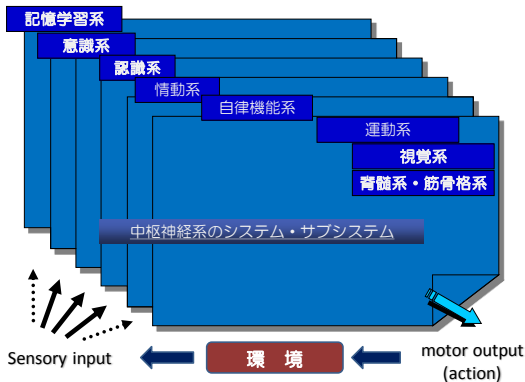 記憶学習系
意識系
認識系
情動系
自律機能系
運動系
視覚系
脊髄系・筋骨格系
中枢神経系のシステム・サブシステム
Sensory input
環　境
motor output
(action)